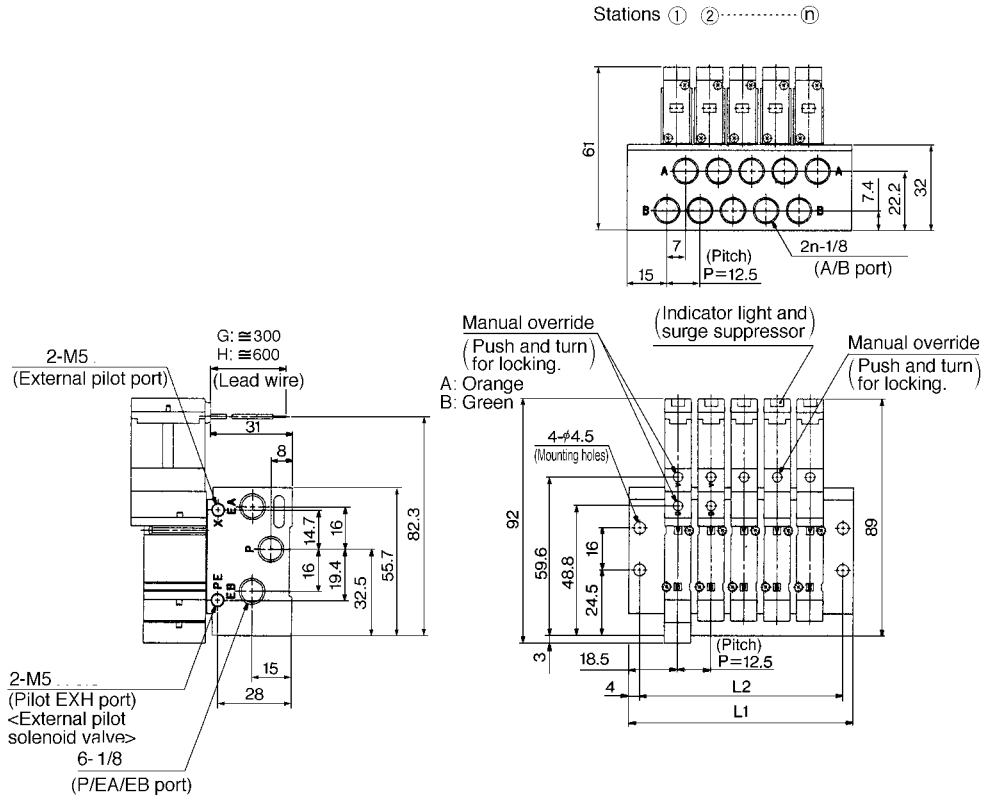 Stations ① ② ⓝ
61
A A
B B
7.4
22.2
32
7
15
(Pitch)
P=12.5
2n-1/8
(A/B port)
G: ≅300
H: ≅600
(Lead wire)
2-M5
(External pilot port)
31
8
X
EA
P
PE
EB
14.7
16
16
19.4
32.5
55.7
82.3
15
28
2-M5
(Pilot EXH port)
<External pilot
solenoid valve>
6- 1/8
(P/EA/EB port)
Manual override
(Push and turn
for locking.)
A: Orange
B: Green
(Indicator light and
surge suppressor)
Manual override
(Push and turn
for locking.)
4-φ4.5
(Mounting holes)
92
59.6
48.8
16
24.5
89
3
18.5
(Pitch)
P=12.5
4
L2
L1